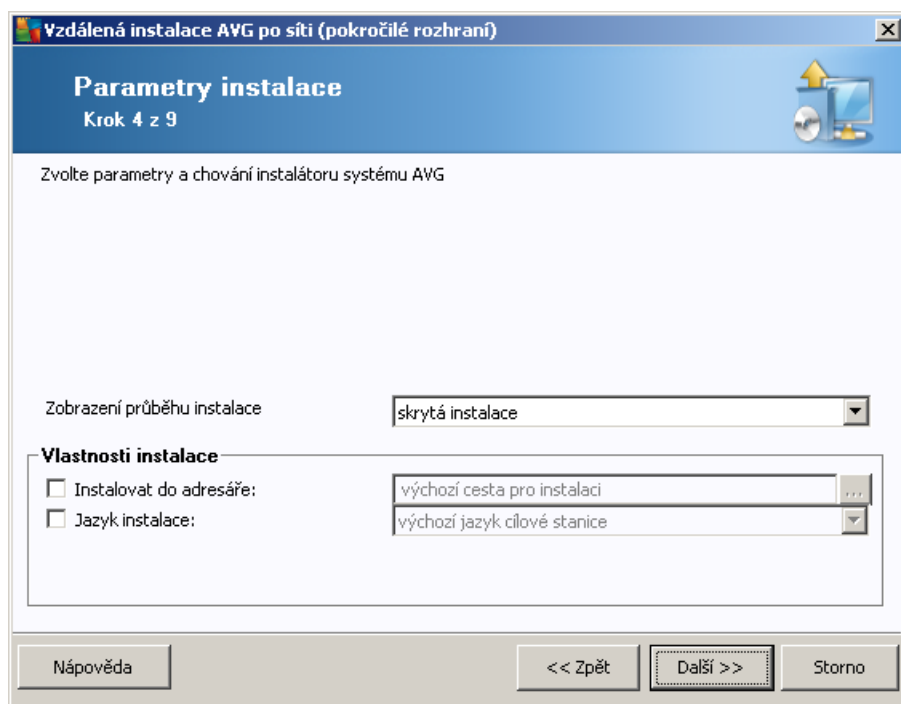 Vzdálená instalace AVG po síti (pokročilé rozhraní)
Parametry instalace
Krok 4 z 9
Zvolte parametry a chování instalátoru systému AVG
Zobrazení průběhu instalace
skrytá instalace
Vlastnosti instalace
Instalovat do adresáře:
výchozí cesta pro instalaci
...
Jazyk instalace:
výchozí jazyk cílové stanice
Nápověda
<< Zpět
Další >>
Storno